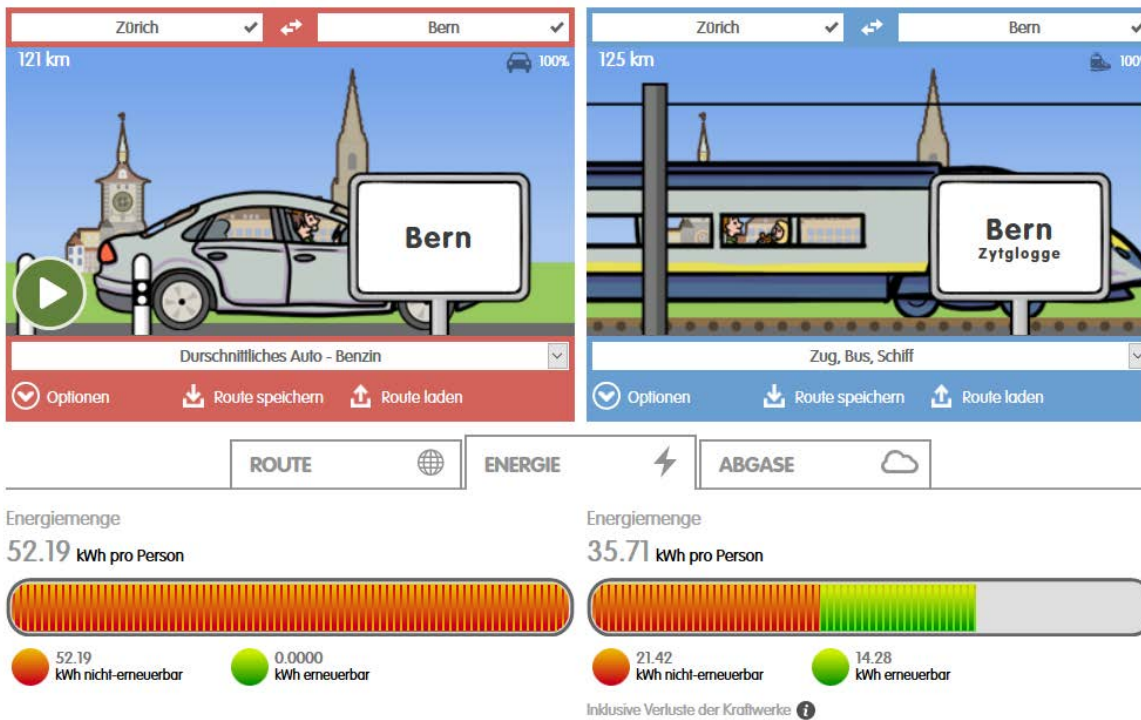 Zürich
Bern
121 km
100%
Bern
Durschnittliches Auto - Benzin
Optionen
Route speichern
Route laden
Zürich
Bern
125 km
100%
Bern
Zytglogge
Zug, Bus, Schiff
Optionen
Route speichern
Route laden
ROUTE
ENERGIE
ABGASE
Energiemenge
52.19 kWh pro Person
52.19
kWh nicht-erneuerbar
0.0000
kWh erneuerbar
Energiemenge
35.71 kWh pro Person
21.42
kWh nicht-erneuerbar
14.28
kWh erneuerbar
Inklusive Verluste der Kraftwerke